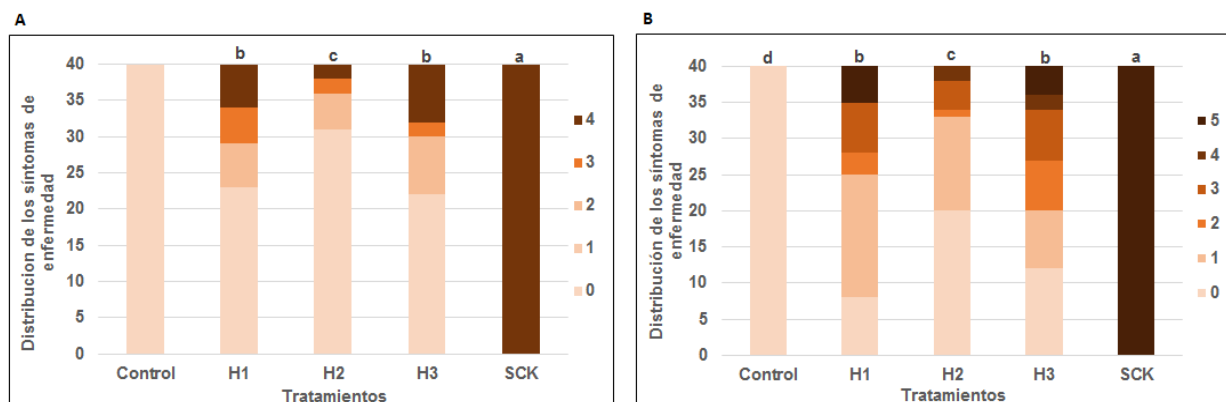 A
Distribucion de los síntomas de
enfermedad
40
35
30
25
20
15
10
5
0
b
c
b
a
Control
H1
H2
H3
SCK
Tratamientos
4
3
2
1
0
B
Distribución de los síntomas de
enfermedad
40
35
30
25
20
15
10
5
0
d
b
c
b
a
Control
H1
H2
H3
SCK
Tratamientos
5
4
3
2
1
0